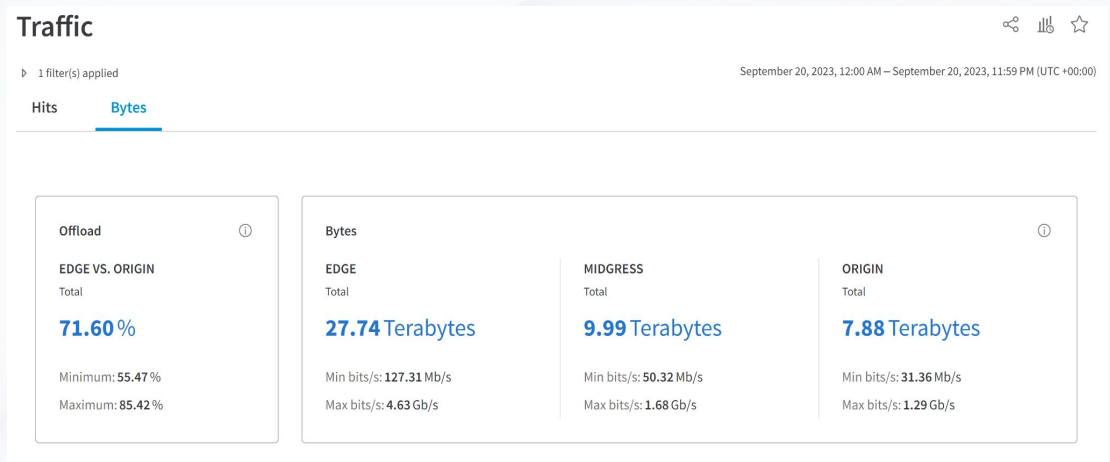 Traffic
1 filter(s) applied
September 20, 2023, 12:00 AM – September 20, 2023, 11:59 PM (UTC +00:00)
Hits
Bytes
Offload
EDGE VS. ORIGIN
Total
71.60 %
Minimum: 55.47 %
Maximum: 85.42 %
Bytes
EDGE
Total
27.74 Terabytes
Min bits/s: 127.31 Mb/s
Max bits/s: 4.63 Gb/s
MIDGRESS
Total
9.99 Terabytes
Min bits/s: 50.32 Mb/s
Max bits/s: 1.68 Gb/s
ORIGIN
Total
7.88 Terabytes
Min bits/s: 31.36 Mb/s
Max bits/s: 1.29 Gb/s